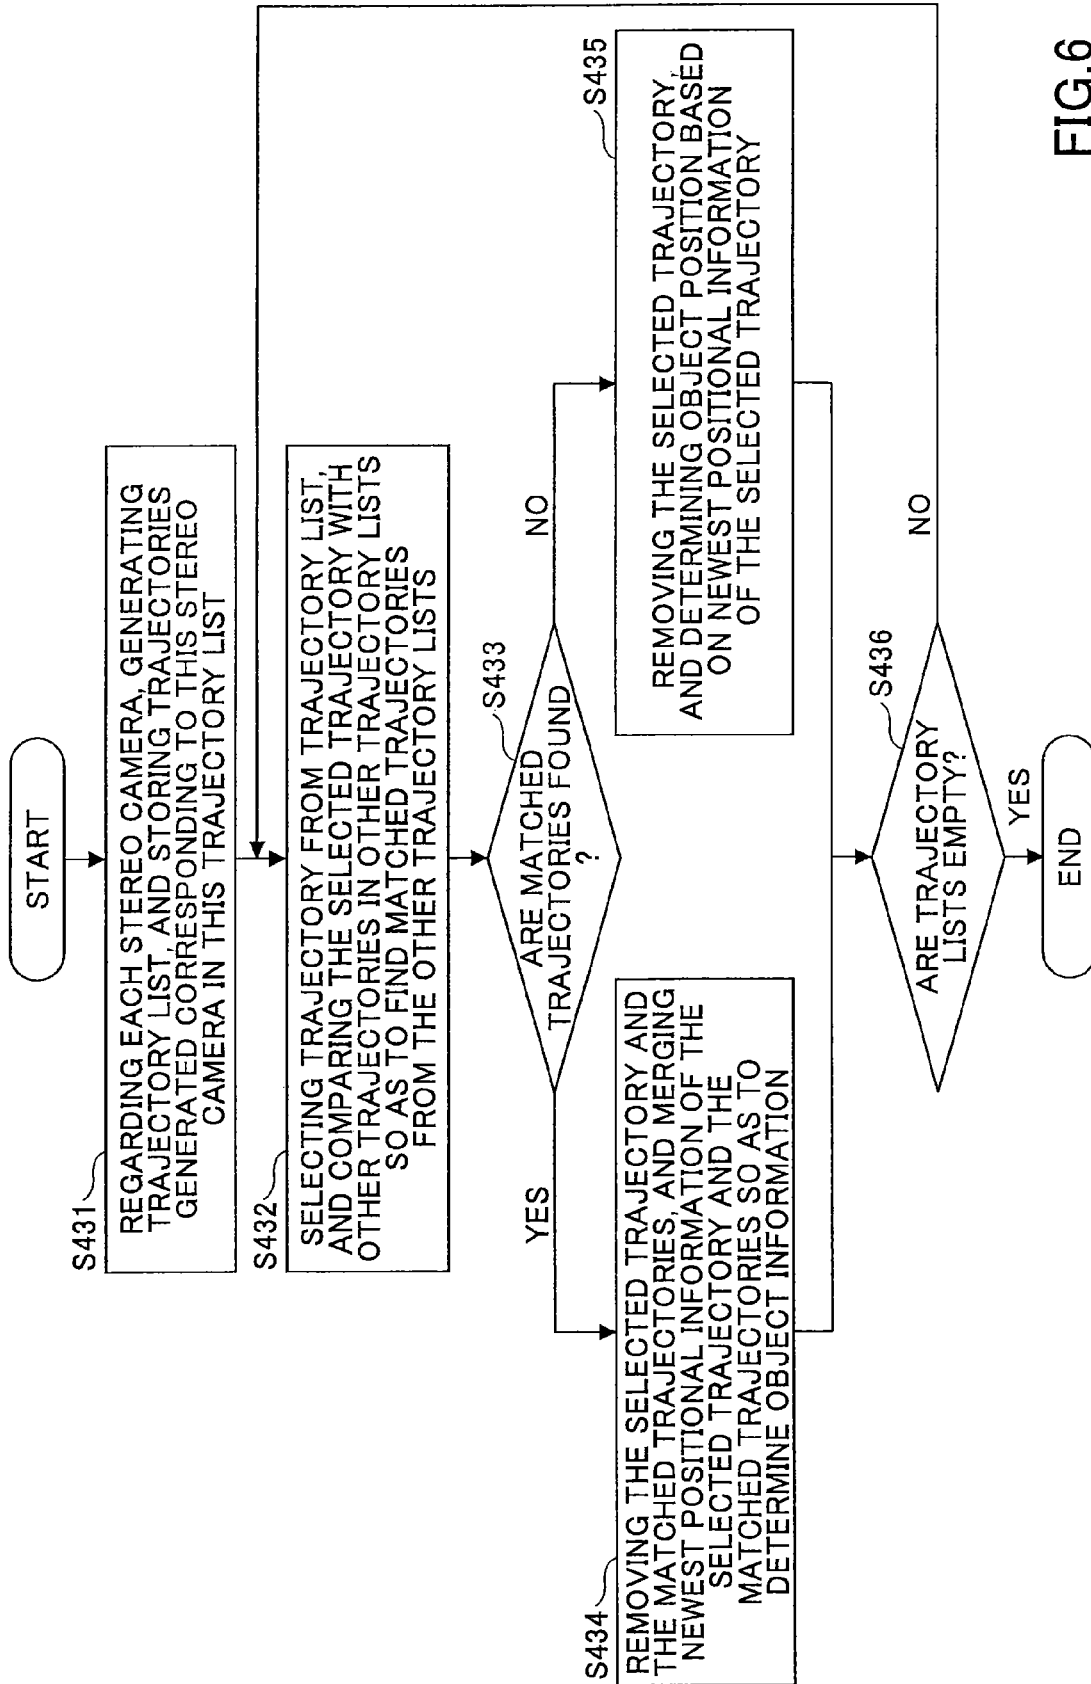 START
S431
REGARDING EACH STEREO CAMERA, GENERATING
TRAJECTORY LIST, AND STORING TRAJECTORIES
GENERATED CORRESPONDING TO THIS STEREO
CAMERA IN THIS TRAJECTORY LIST
S432
SELECTING TRAJECTORY FROM TRAJECTORY LIST,
AND COMPARING THE SELECTED TRAJECTORY WITH
OTHER TRAJECTORIES IN OTHER TRAJECTORY LISTS
SO AS TO FIND MATCHED TRAJECTORIES
FROM THE OTHER TRAJECTORY LISTS
S433
ARE MATCHED
TRAJECTORIES FOUND
?
YES
NO
S434
REMOVING THE SELECTED TRAJECTORY AND
THE MATCHED TRAJECTORIES, AND MERGING
NEWEST POSITIONAL INFORMATION OF THE
SELECTED TRAJECTORY AND THE
MATCHED TRAJECTORIES SO AS TO
DETERMINE OBJECT INFORMATION
S435
REMOVING THE SELECTED TRAJECTORY,
AND DETERMINING OBJECT POSITION BASED
ON NEWEST POSITIONAL INFORMATION
OF THE SELECTED TRAJECTORY
S436
ARE TRAJECTORY
LISTS EMPTY?
NO
YES
END
FIG.6